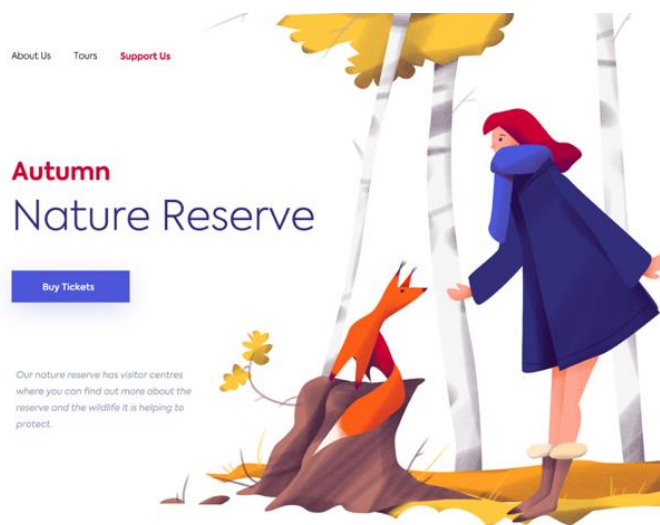 About Us Tours Support Us
Autumn
Nature Reserve
Buy Tickets
Our nature reserve has visitor centres
where you can find out more about the
reserve and the wildlife it is helping to
protect.